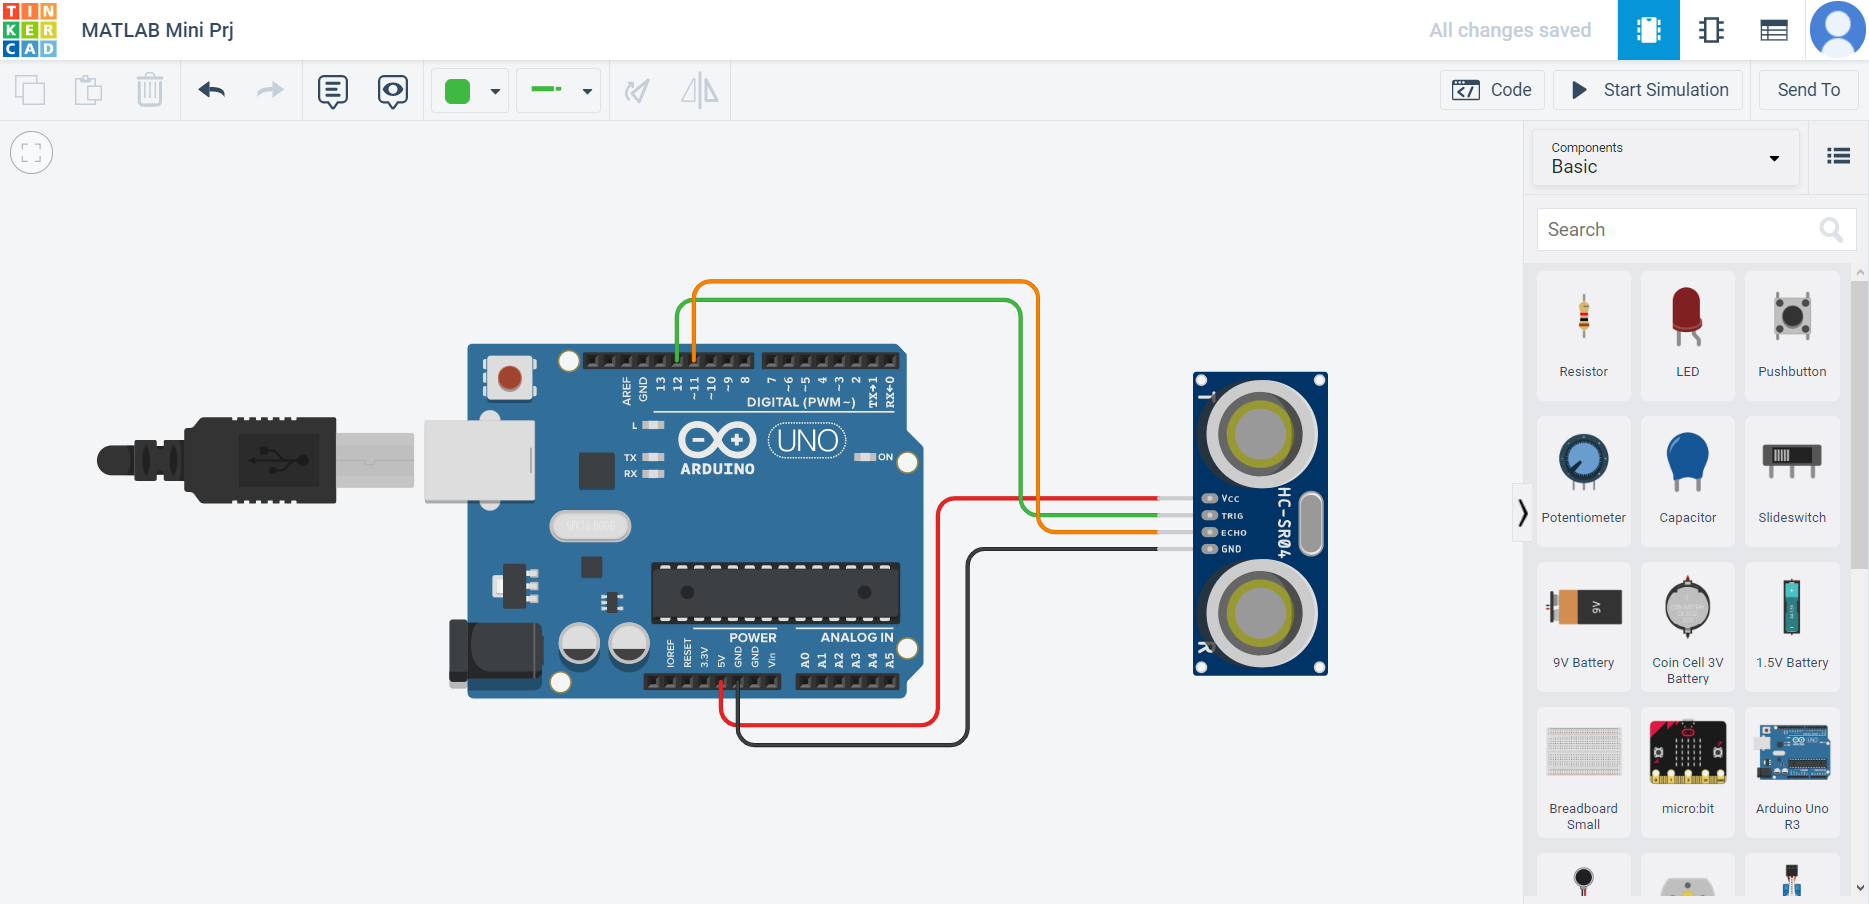 TIN
KER
CAD
MATLAB Mini Prj
All changes saved
Code
Start Simulation
Send To
Components
Basic
Search
Resistor
LED
Pushbutton
Potentiometer
Capacitor
Slideswitch
9V
9V Battery
Coin Cell 3V
Battery
1.5V Battery
Breadboard
Small
micro:bit
Arduino Uno
R3
AREF
GND
13
12
~11
~10
~9
8
7
~6
~5
4
~3
2
TX→1
RX←0
DIGITAL (PWM~)
L
TX
RX
ARDUINO
UNO
ON
POWER
ANALOG IN
IOREF
RESET
3.3V
5V
GND
GND
Vin
A0
A1
A2
A3
A4
A5
T
VCC
TRIG
ECHO
GND
HC-SR04
R